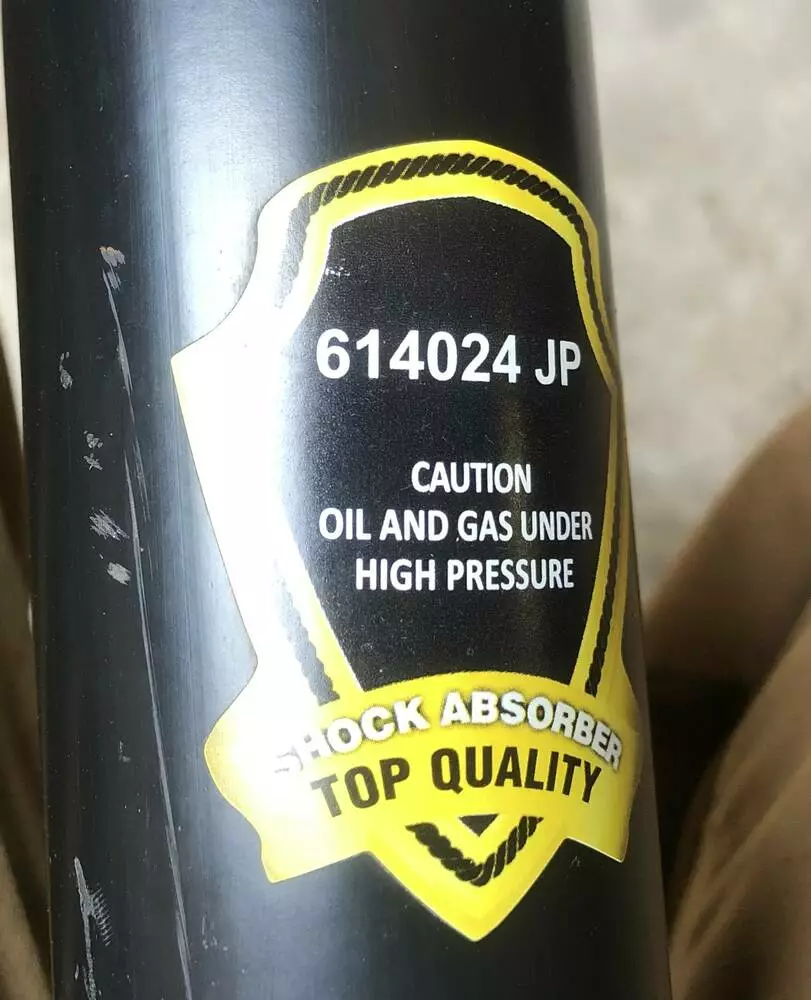 614024 JP
CAUTION
OIL AND GAS UNDER
HIGH PRESSURE
SHOCK ABSORBER
TOP QUALITY